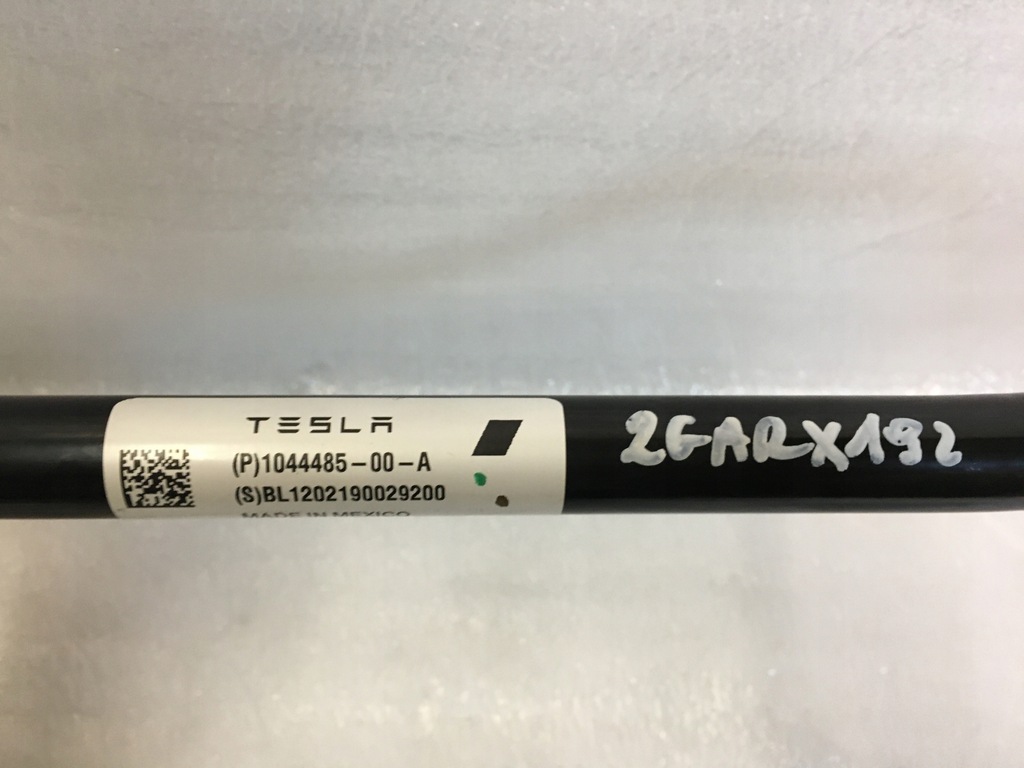 TESLA
(P)1044485-00-A
(S)BL1202190029200
MADE IN MEXICO
2GARX192